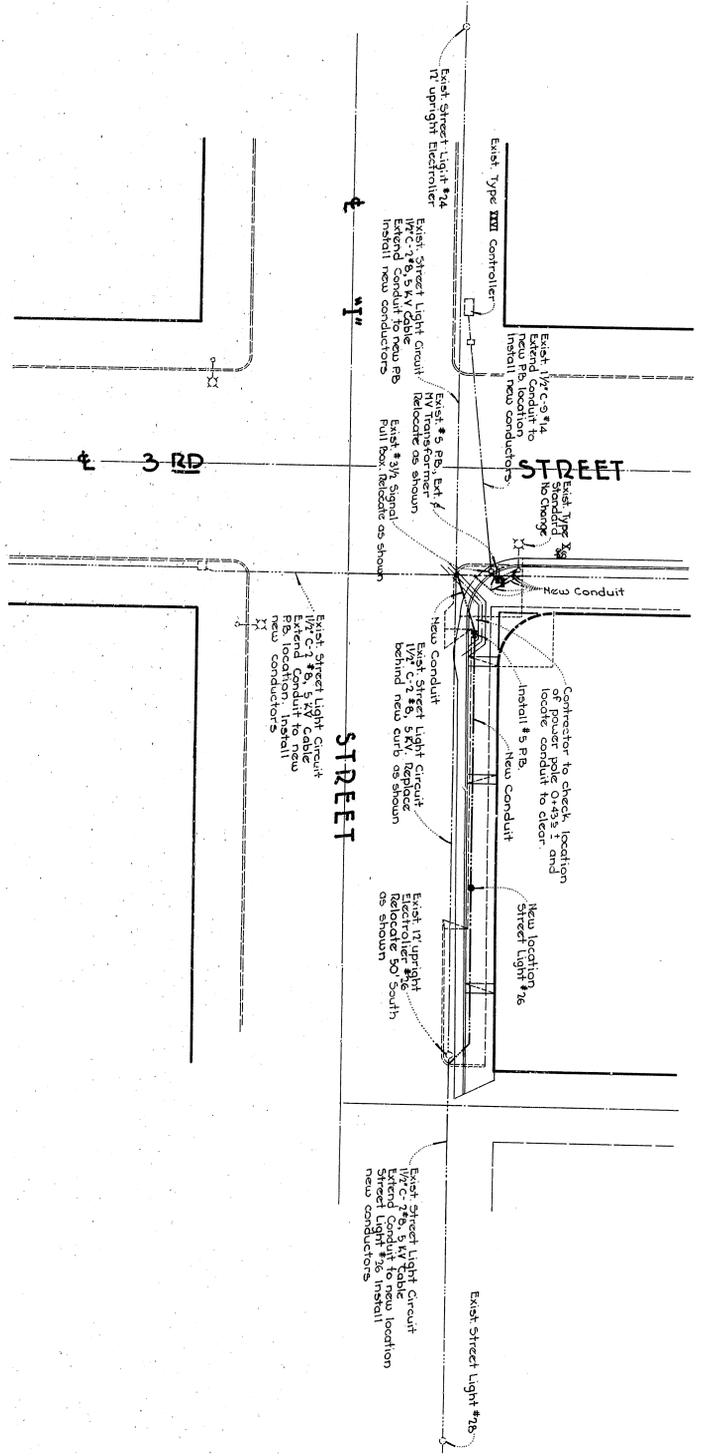 Exist. Street Light #24
12' upright Electrolier
Exist. Type XXVI Controller
℄ "I"
Exist. Street Light Circuit
1½"C-2#8, 5 KV Cable
Extend Conduit to new PB
Install new conductors
Exist. 1½"C-9 #14
Extend Conduit to
new P.B. location
Install new conductors
Exist. #5 P.B., Ext. &
MV Transformer
Relocate as shown
Exist. #3½ Signal
Pull Box. Relocate as shown
℄ 3 RD
STREET
Exist. Type
Standard
No Change
New Conduit
New Conduit
Exist. Street Light Circuit
1½"C-2 #8, 5 KV Cable
Extend Conduit to new
P.B. location. Install
new conductors
Exist. Street Light Circuit
1½" C-2 #8, 5 KV. Replace
behind new curb as shown
Install #5 P.B.
Contractor to check location
of power pole 0+43± and
locate conduit to clear.
New Conduit
STREET
New location
Street Light #26
Exist. 12' upright
Electrolier #26
Relocate 50' South
as shown
Exist. Street Light Circuit
1½"C-2#8, 5 KV Cable
Extend Conduit to new location
Street Light #26 Install
new conductors
Exist. Street Light #28